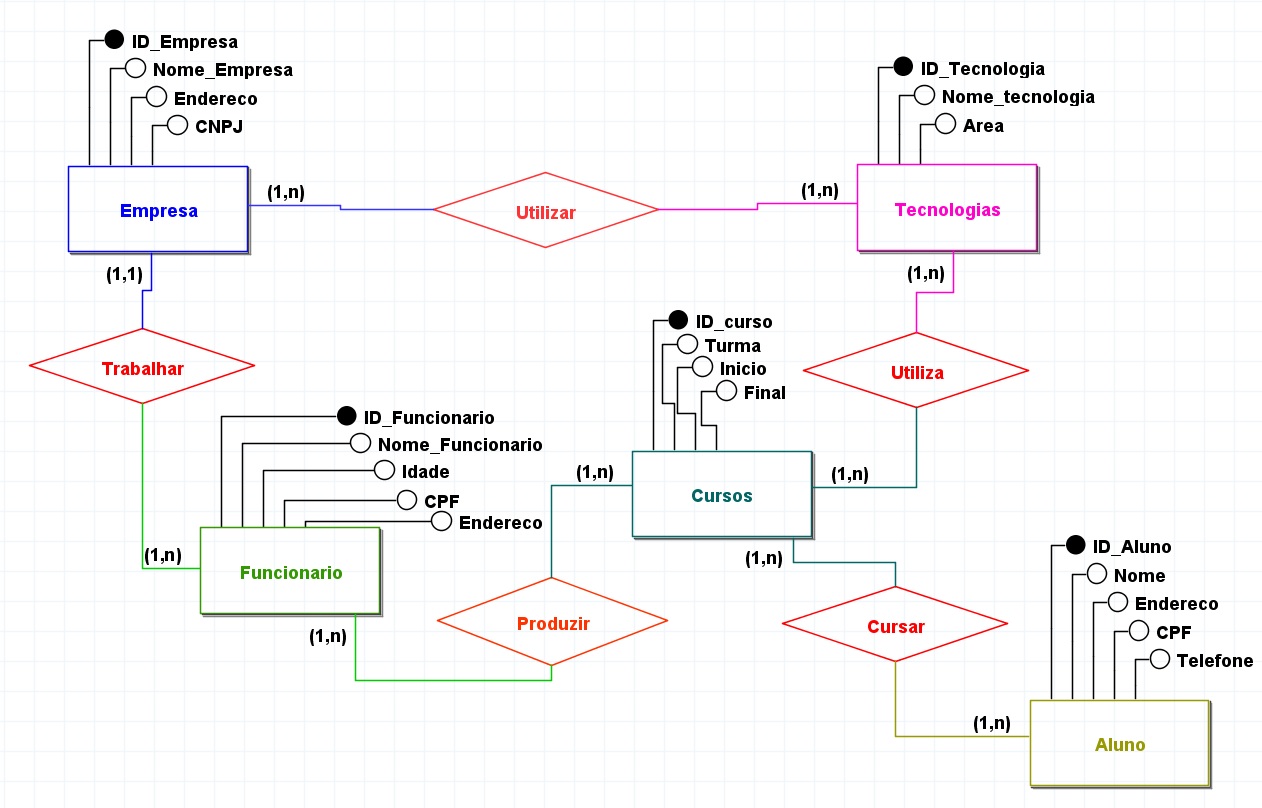 ID_Empresa
Nome_Empresa
Endereco
CNPJ
Empresa
(1,n)
Utilizar
(1,n)
ID_Tecnologia
Nome_tecnologia
Area
Tecnologias
(1,1)
Trabalhar
(1,n)
Utiliza
ID_curso
Turma
Inicio
Final
ID_Funcionario
Nome_Funcionario
Idade
CPF
Endereco
(1,n)
Cursos
(1,n)
(1,n)
Funcionario
(1,n)
Produzir
(1,n)
Cursar
ID_Aluno
Nome
Endereco
CPF
Telefone
(1,n)
Aluno